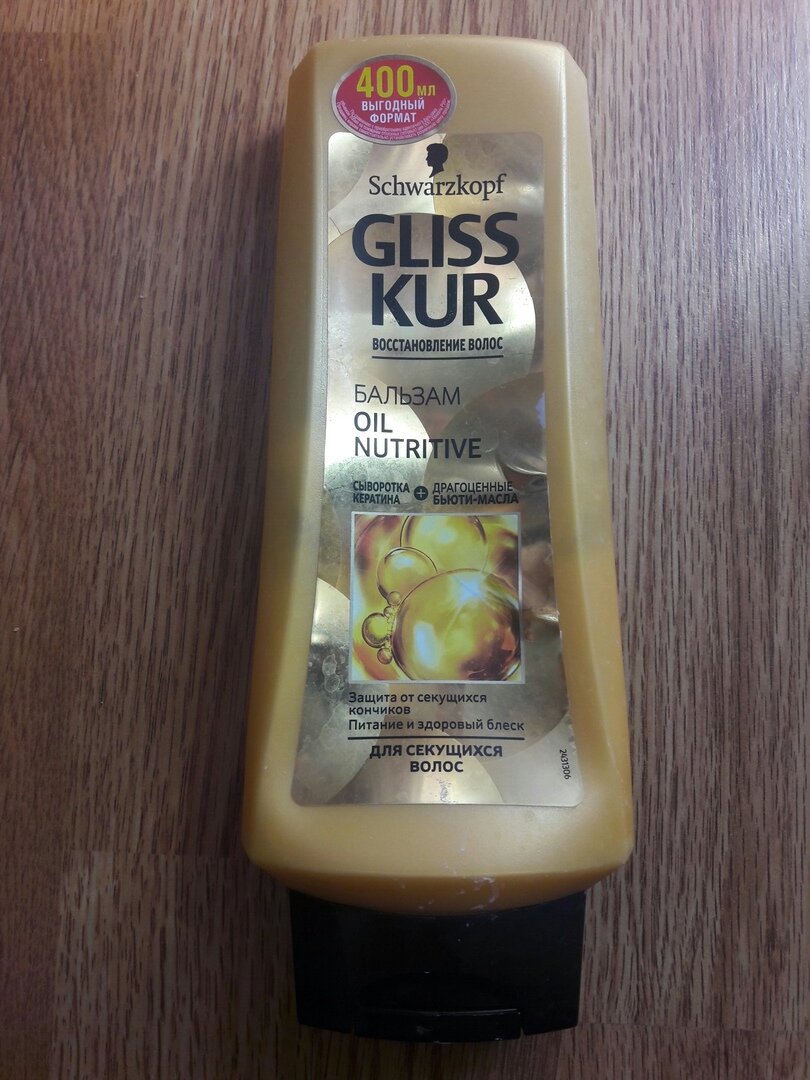 400 мл
ВЫГОДНЫЙ
ФОРМАТ
Schwarzkopf
GLISS
KUR
ВОССТАНОВЛЕНИЕ ВОЛОС
БАЛЬЗАМ
OIL
NUTRITIVE
СЫВОРОТКА КЕРАТИНА + ДРАГОЦЕННЫЕ БЬЮТИ-МАСЛА
Защита от секущихся
кончиков
Питание и здоровый блеск
ДЛЯ СЕКУЩИХСЯ
ВОЛОС
2431306